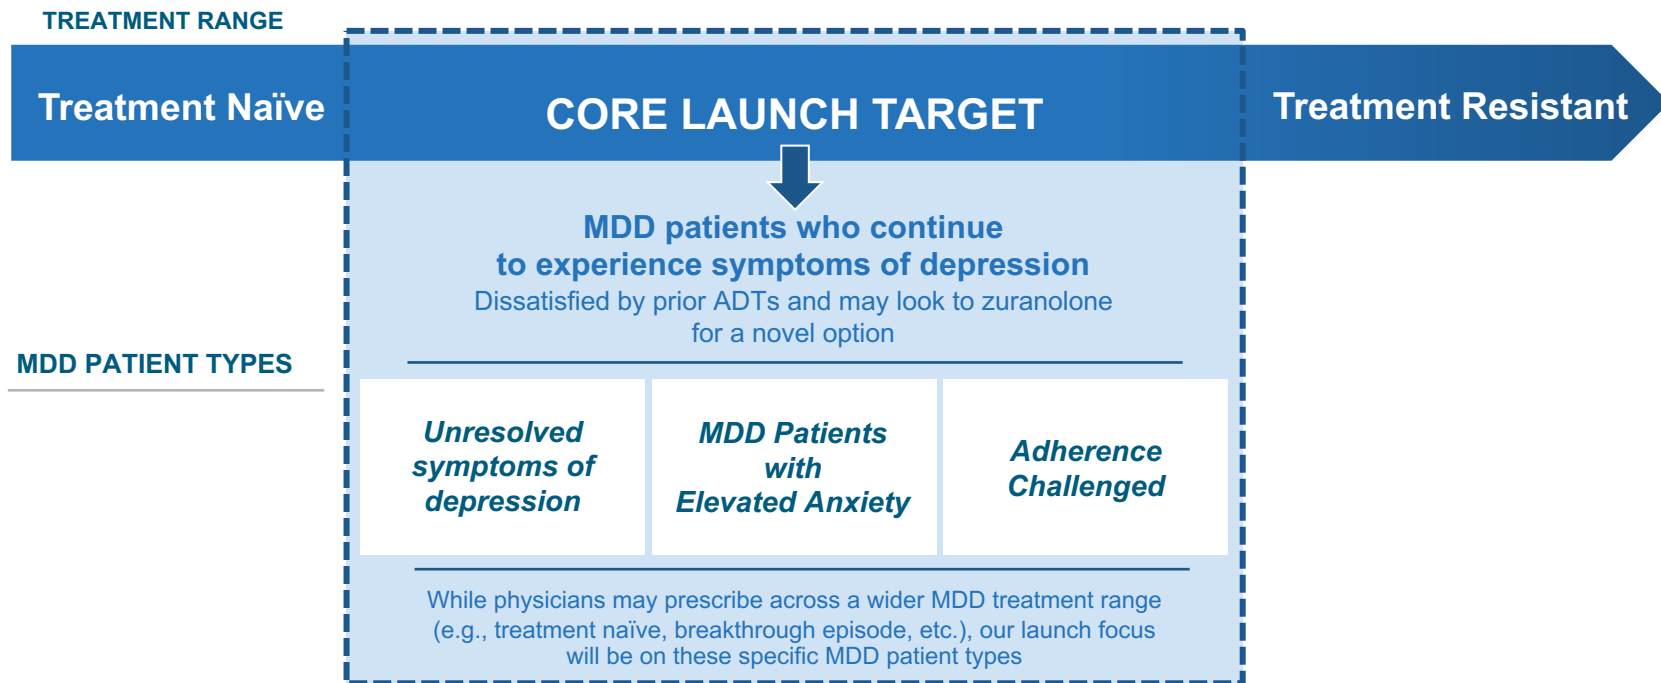 TREATMENT RANGE
Treatment Naïve
CORE LAUNCH TARGET
Treatment Resistant
MDD patients who continue
to experience symptoms of depression
Dissatisfied by prior ADTs and may look to zuranolone
for a novel option
MDD PATIENT TYPES
Unresolved
symptoms of
depression
MDD Patients
with
Elevated Anxiety
Adherence
Challenged
While physicians may prescribe across a wider MDD treatment range
(e.g., treatment naïve, breakthrough episode, etc.), our launch focus
will be on these specific MDD patient types